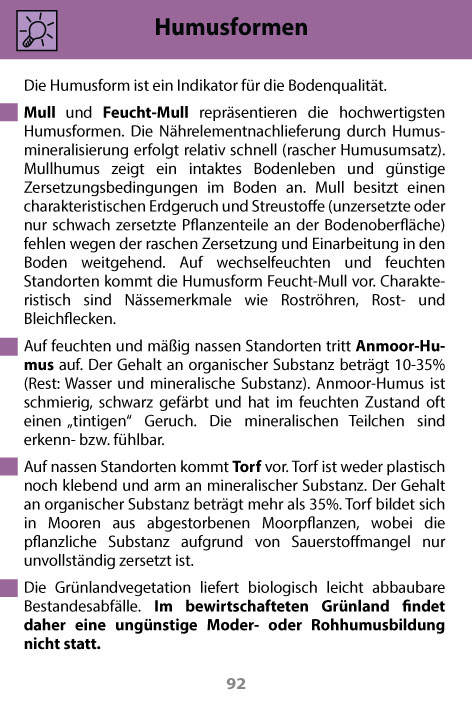 Humusformen
Die Humusform ist ein Indikator für die Bodenqualität.
Mull und Feucht-Mull repräsentieren die hochwertigsten
Humusformen. Die Nährelementnachlieferung durch Humus-
mineralisierung erfolgt relativ schnell (rascher Humusumsatz).
Mullhumus zeigt ein intaktes Bodenleben und günstige
Zersetzungsbedingungen im Boden an. Mull besitzt einen
charakteristischen Erdgeruch und Streustoffe (unzersetzte oder
nur schwach zersetzte Pflanzenteile an der Bodenoberfläche)
fehlen wegen der raschen Zersetzung und Einarbeitung in den
Boden weitgehend. Auf wechselfeuchten und feuchten
Standorten kommt die Humusform Feucht-Mull vor. Charakte-
ristisch sind Nässemerkmale wie Roströhren, Rost- und
Bleichflecken.
Auf feuchten und mäßig nassen Standorten tritt Anmoor-Hu-
mus auf. Der Gehalt an organischer Substanz beträgt 10-35%
(Rest: Wasser und mineralische Substanz). Anmoor-Humus ist
schmierig, schwarz gefärbt und hat im feuchten Zustand oft
einen „tintigen“ Geruch. Die mineralischen Teilchen sind
erkenn- bzw. fühlbar.
Auf nassen Standorten kommt Torf vor. Torf ist weder plastisch
noch klebend und arm an mineralischer Substanz. Der Gehalt
an organischer Substanz beträgt mehr als 35%. Torf bildet sich
in Mooren aus abgestorbenen Moorpflanzen, wobei die
pflanzliche Substanz aufgrund von Sauerstoffmangel nur
unvollständig zersetzt ist.
Die Grünlandvegetation liefert biologisch leicht abbaubare
Bestandesabfälle. Im bewirtschafteten Grünland findet
daher eine ungünstige Moder- oder Rohhumusbildung
nicht statt.
92